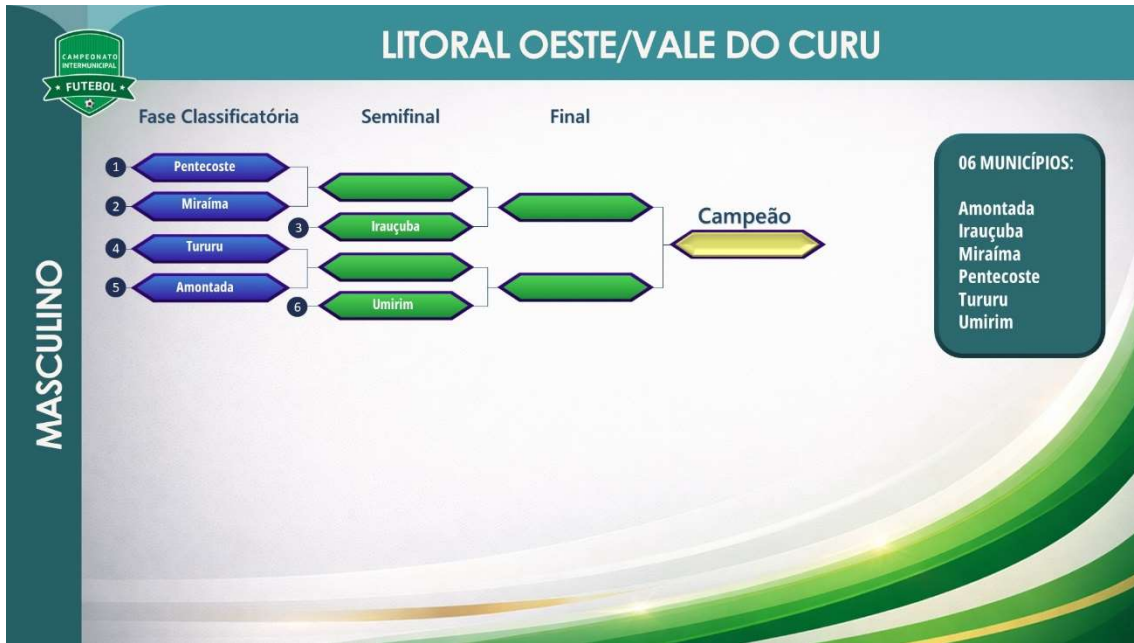 LITORAL OESTE/VALE DO CURU
CAMPEONATO
INTERMUNICIPAL
FUTEBOL
MASCULINO
Fase Classificatória
Semifinal
Final
1
Pentecoste
2
Miraíma
3
Irauçuba
4
Tururu
5
Amontada
6
Umirim
Campeão
06 MUNICÍPIOS:
Amontada
Irauçuba
Miraíma
Pentecoste
Tururu
Umirim